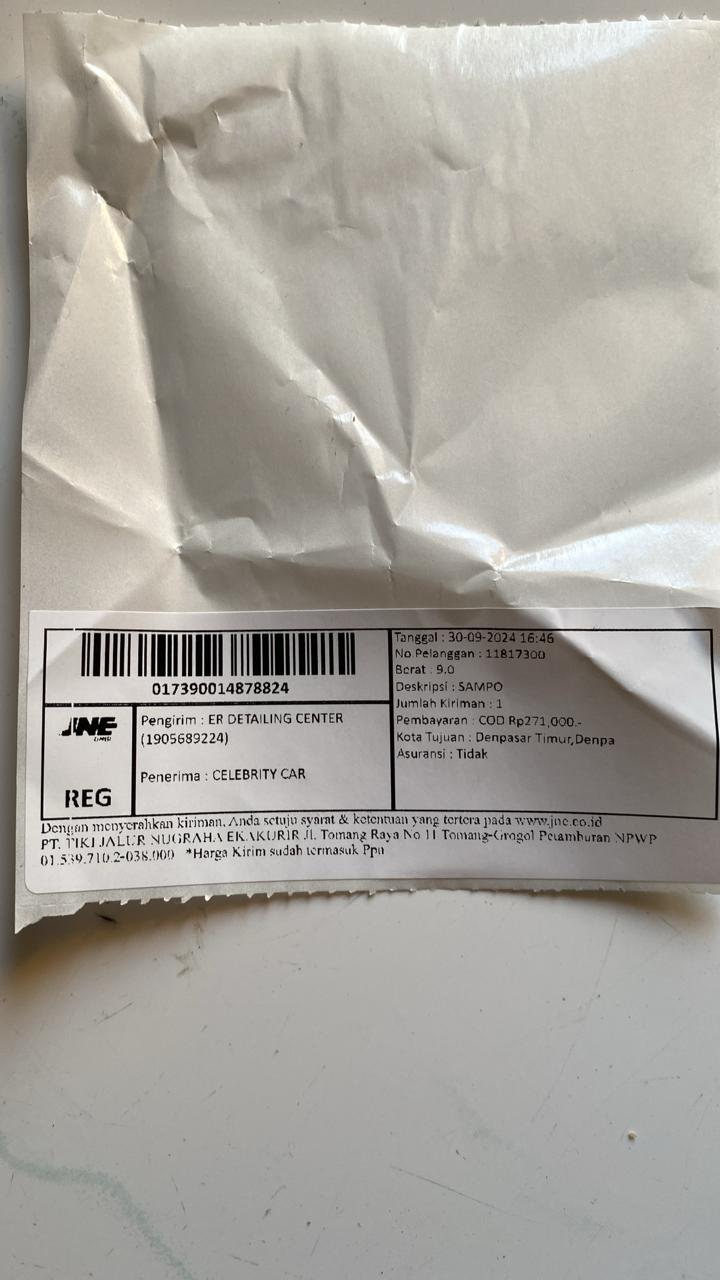 017390014878824
JNE
EXPRESS
REG
Pengirim : ER DETAILING CENTER
(1905689224)
Penerima : CELEBRITY CAR
Tanggal : 30-09-2024 16:46
No.Pelanggan : 11817300
Berat : 9.0
Deskripsi : SAMPO
Jumlah Kiriman : 1
Pembayaran : COD Rp271,000.-
Kota Tujuan : Denpasar Timur,Denpa
Asuransi : Tidak
Dengan menyerahkan kiriman, Anda setuju syarat & ketentuan yang tertera pada www.jne.co.id
PT. TIKI JALUR NUGRAHA EKAKURIR Jl. Tomang Raya No 11 Tomang-Grogol Petamburan NPWP
01.539.710.2-038.000 *Harga Kirim sudah termasuk Ppn